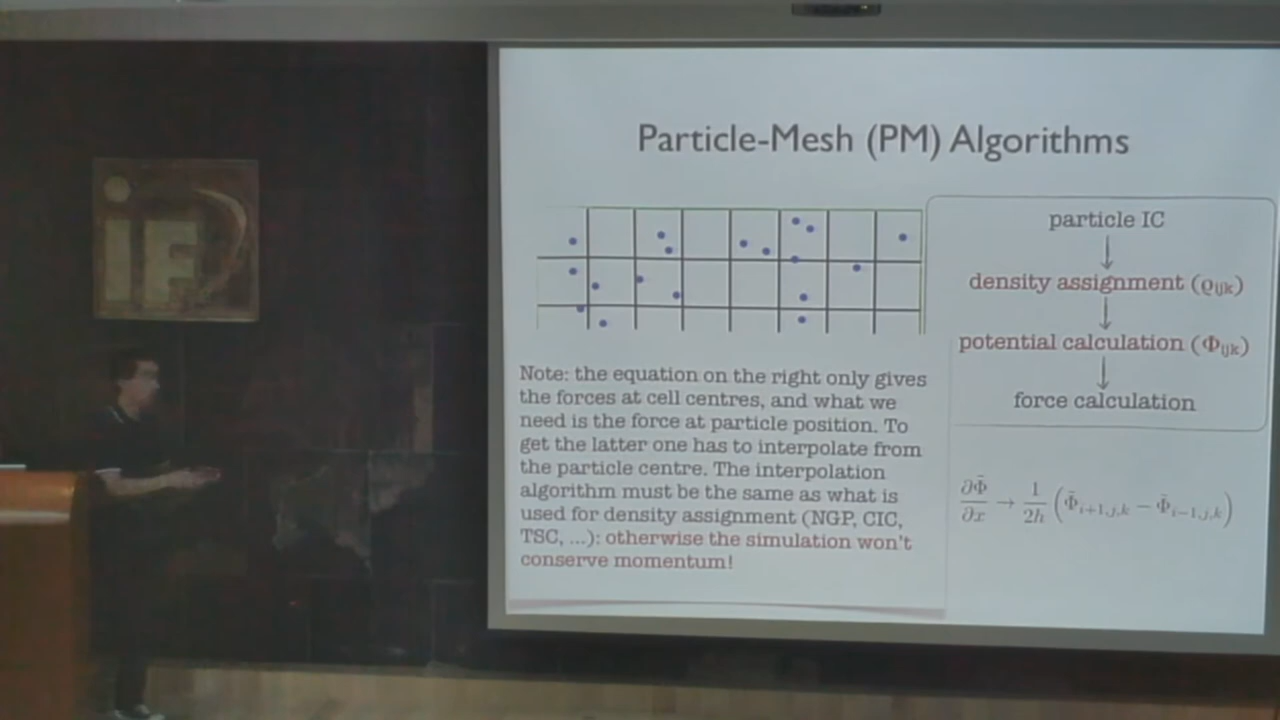 iF
Particle-Mesh (PM) Algorithms
particle IC
density assignment (ρijk)
potential calculation (Φijk)
force calculation
Note: the equation on the right only gives
the forces at cell centres, and what we
need is the force at particle position. To
get the latter one has to interpolate from
the particle centre. The interpolation
algorithm must be the same as what is
used for density assignment (NGP, CIC,
TSC, ...): otherwise the simulation won't
conserve momentum!
∂Φ̃/∂x → 1/2h (Φ̃i+1,j,k − Φ̃i−1,j,k)